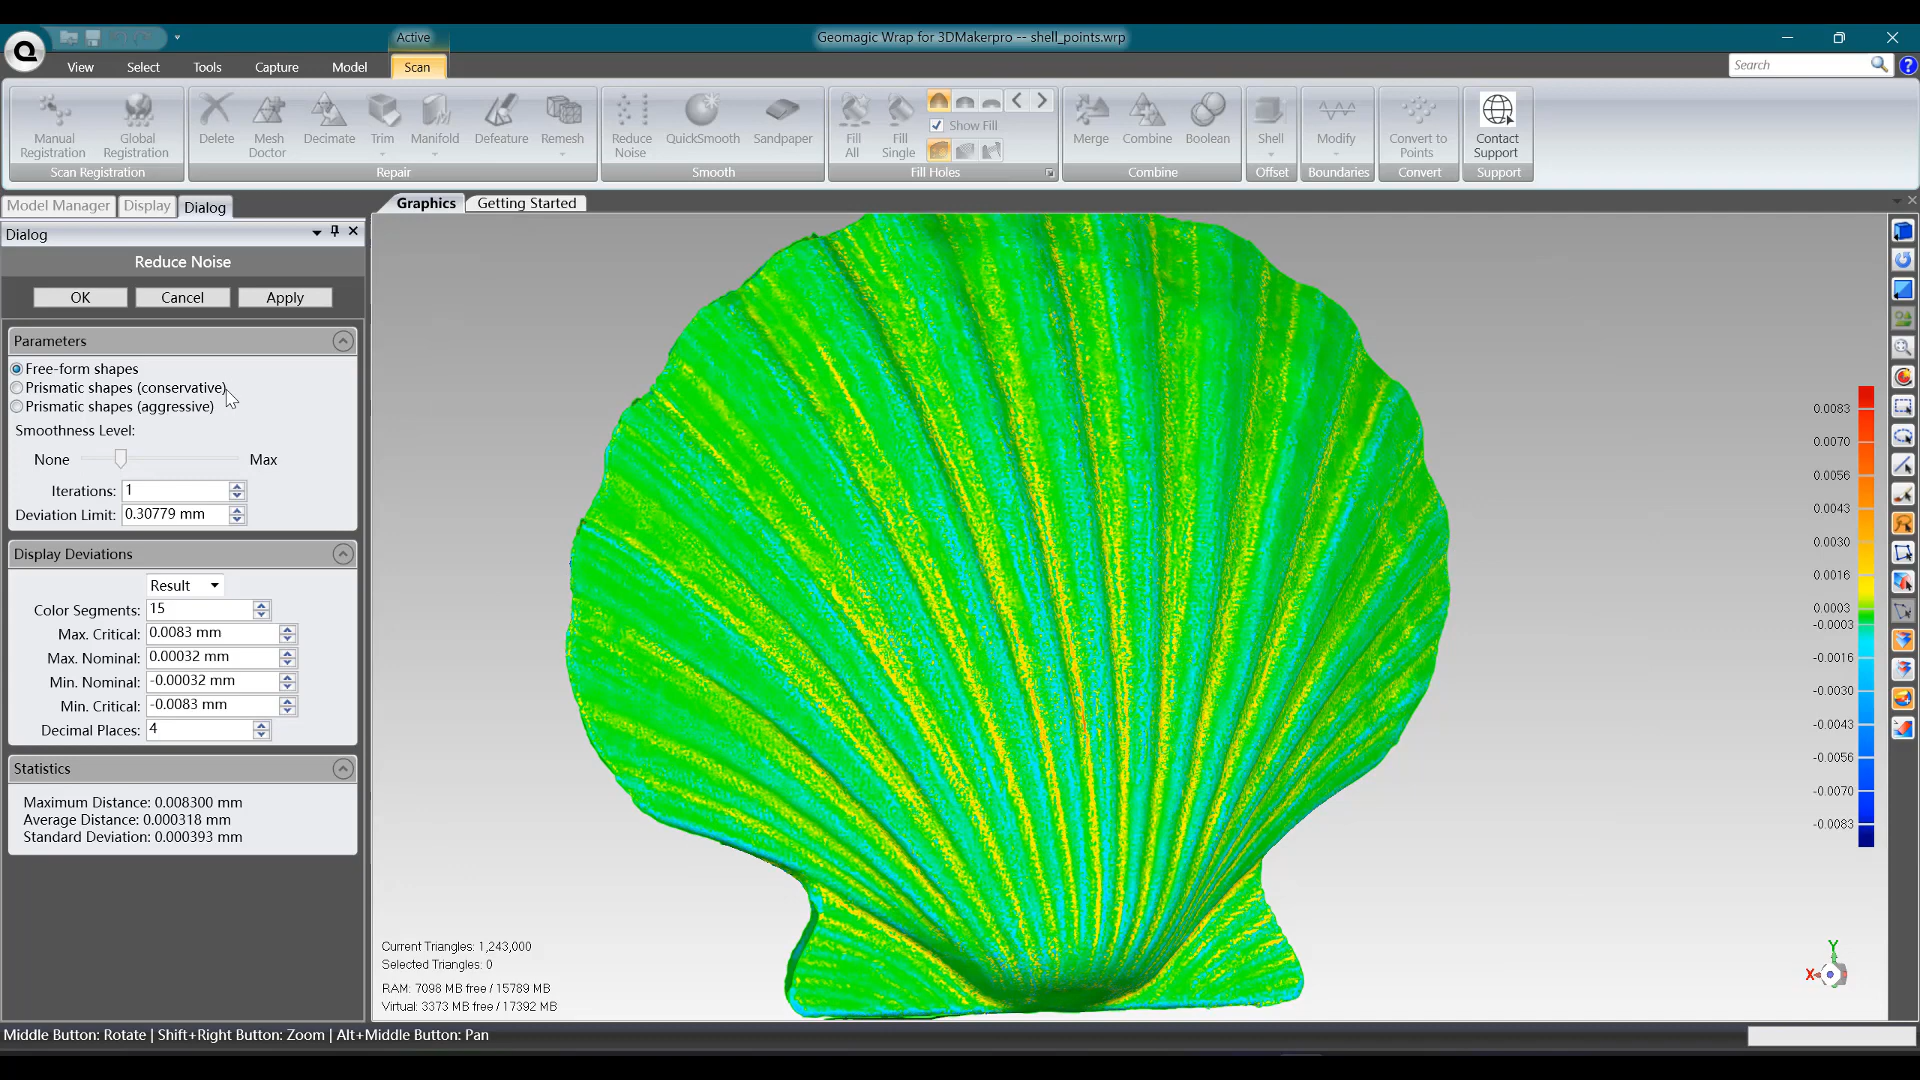 Active
Geomagic Wrap for 3DMakerpro -- shell_points.wrp
View Select Tools Capture Model Scan
Search
Manual Registration
Global Registration
Scan Registration
Delete
Mesh Doctor
Decimate
Trim
Manifold
Defeature
Remesh
Repair
Reduce Noise
QuickSmooth
Sandpaper
Smooth
Fill All
Fill Single
Show Fill
Fill Holes
Merge
Combine
Boolean
Combine
Shell
Offset
Modify
Boundaries
Convert to Points
Convert
Contact Support
Support
Model Manager Display Dialog
Graphics Getting Started
Dialog
Reduce Noise
OK Cancel Apply
Parameters
Free-form shapes
Prismatic shapes (conservative)
Prismatic shapes (aggressive)
Smoothness Level:
None Max
Iterations: 1
Deviation Limit: 0.30779 mm
Display Deviations
Result
Color Segments: 15
Max. Critical: 0.0083 mm
Max. Nominal: 0.00032 mm
Min. Nominal: -0.00032 mm
Min. Critical: -0.0083 mm
Decimal Places: 4
Statistics
Maximum Distance: 0.008300 mm
Average Distance: 0.000318 mm
Standard Deviation: 0.000393 mm
0.0083
0.0070
0.0056
0.0043
0.0030
0.0016
0.0003
-0.0003
-0.0016
-0.0030
-0.0043
-0.0056
-0.0070
-0.0083
Current Triangles: 1,243,000
Selected Triangles: 0
RAM: 7098 MB free / 15789 MB
Virtual: 3373 MB free / 17392 MB
Y
X
Middle Button: Rotate | Shift+Right Button: Zoom | Alt+Middle Button: Pan